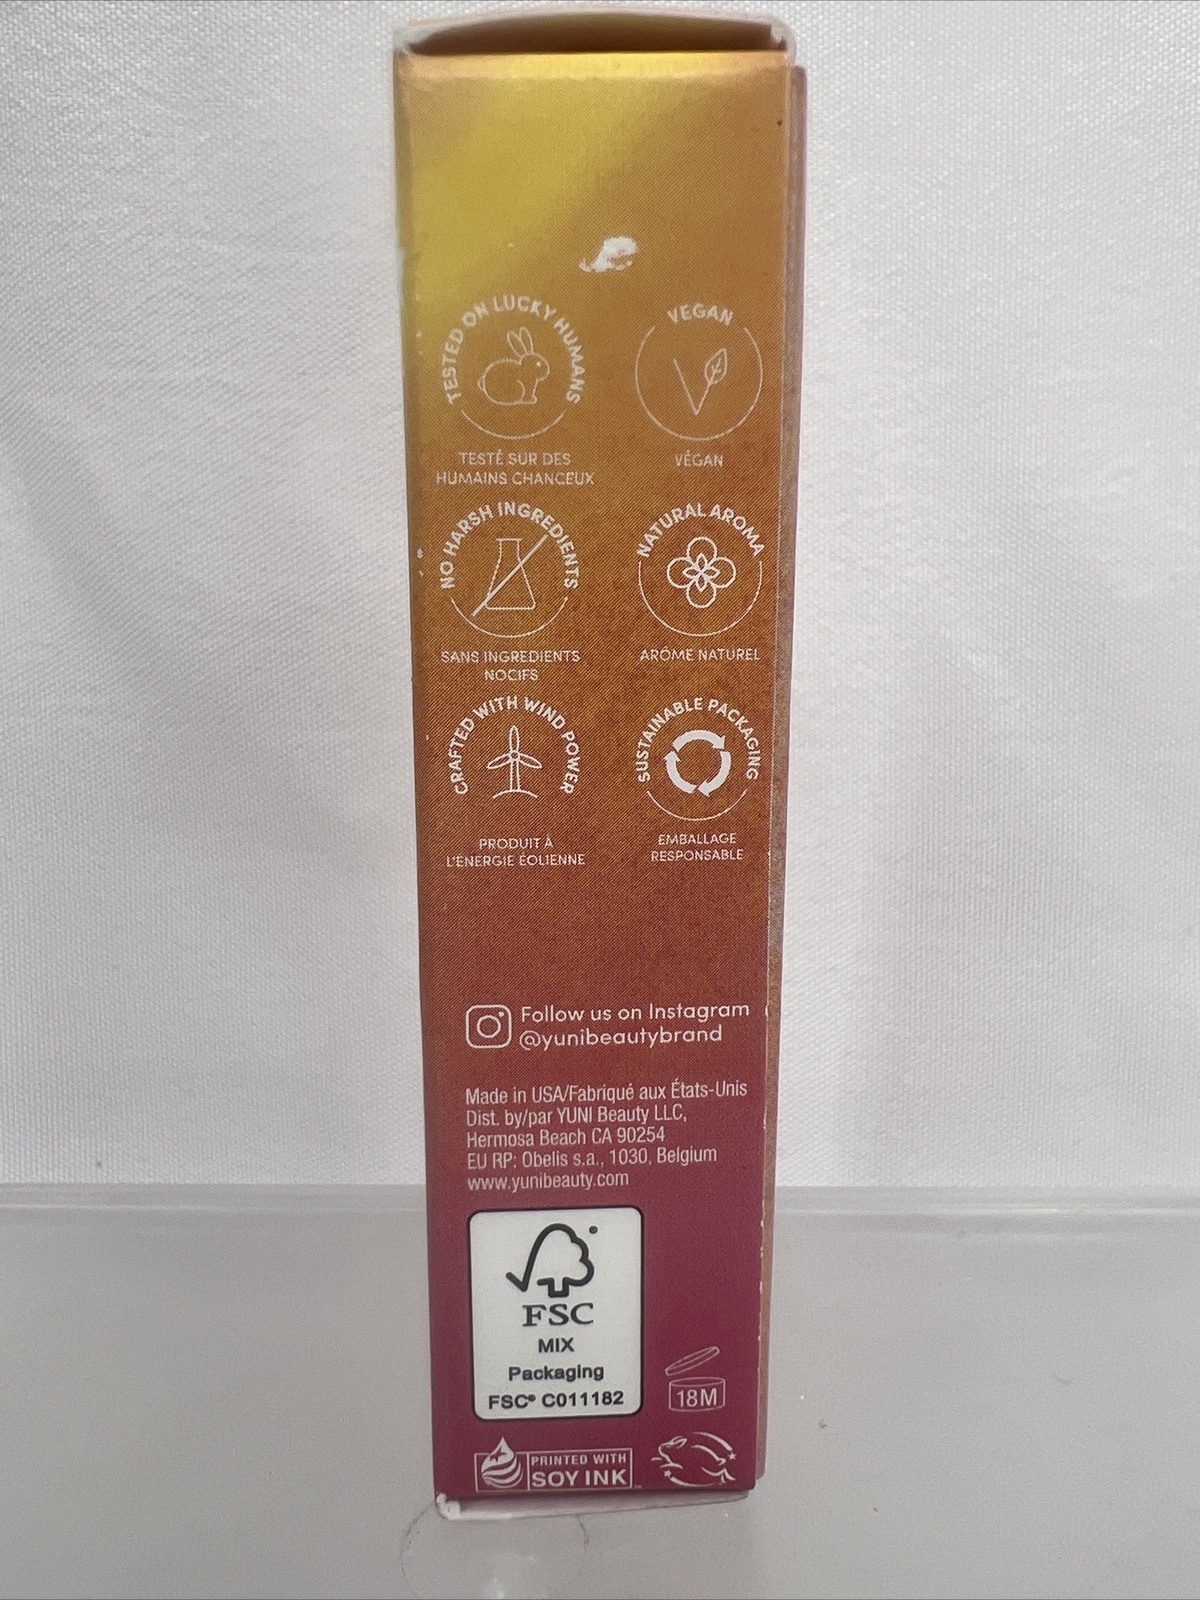 TESTED ON LUCKY HUMANS
TESTÉ SUR DES
HUMAINS CHANCEUX
VEGAN
VÉGAN
NO HARSH INGREDIENTS
SANS INGREDIENTS
NOCIFS
NATURAL AROMA
ARÔME NATUREL
CRAFTED WITH WIND POWER
PRODUIT À
L'ÉNERGIE ÉOLIENNE
SUSTAINABLE PACKAGING
EMBALLAGE
RESPONSABLE
Follow us on Instagram
@yunibeautybrand
Made in USA/Fabriqué aux États-Unis
Dist. by/par YUNI Beauty LLC,
Hermosa Beach CA 90254
EU RP: Obelis s.a., 1030, Belgium
www.yunibeauty.com
FSC
MIX
Packaging
FSC® C011182
18M
PRINTED WITH
SOY INK™